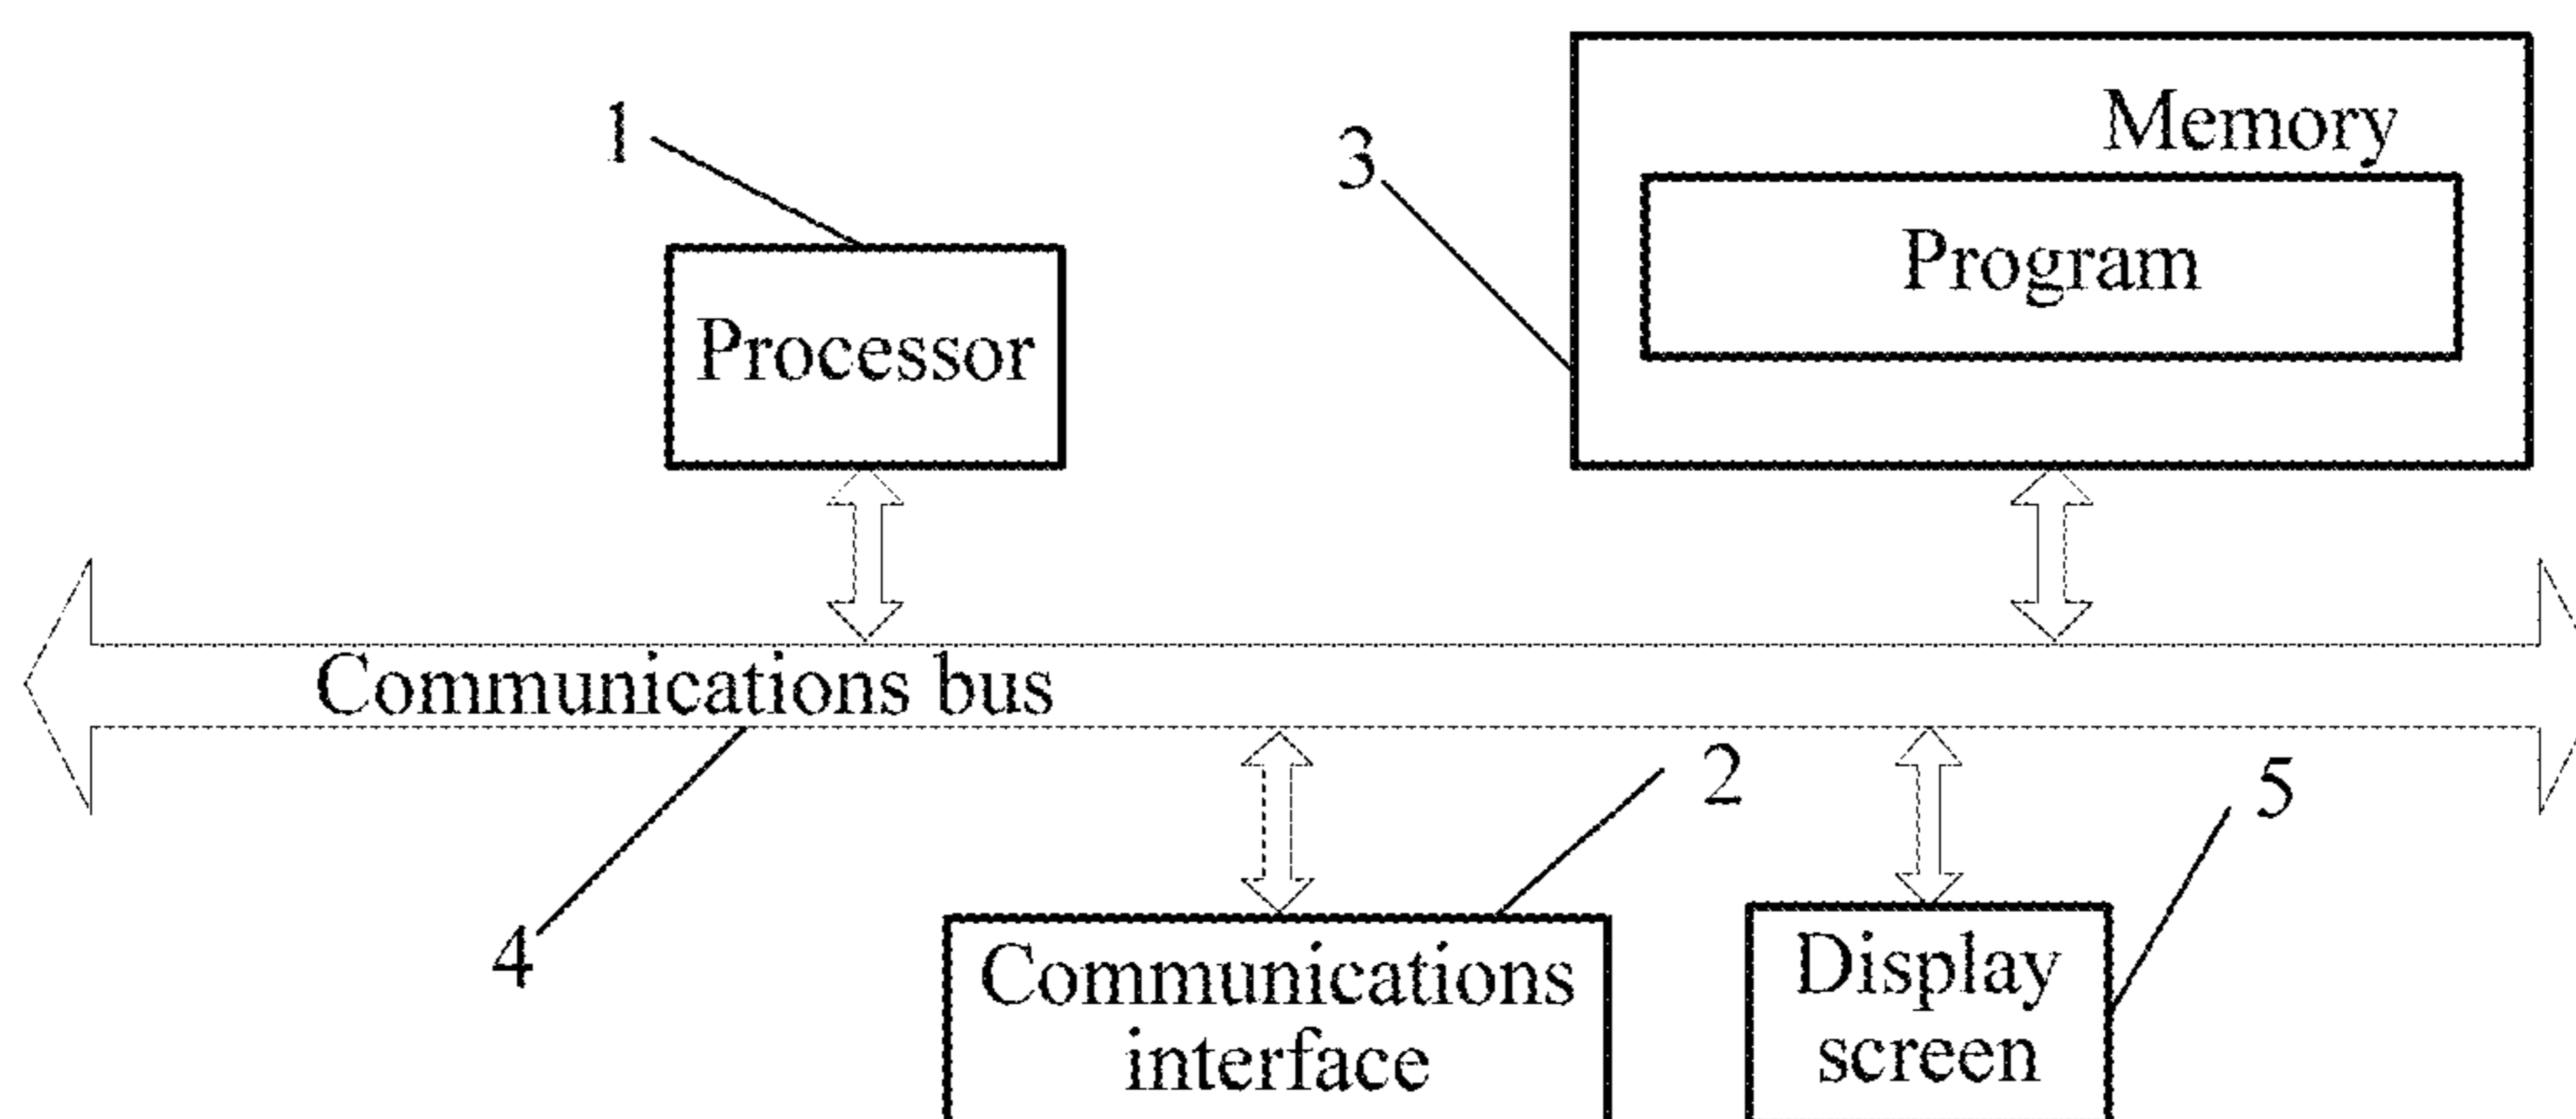 1
3
Memory
Program
Processor
Communications bus
2
5
4
Communications
interface
Display
screen